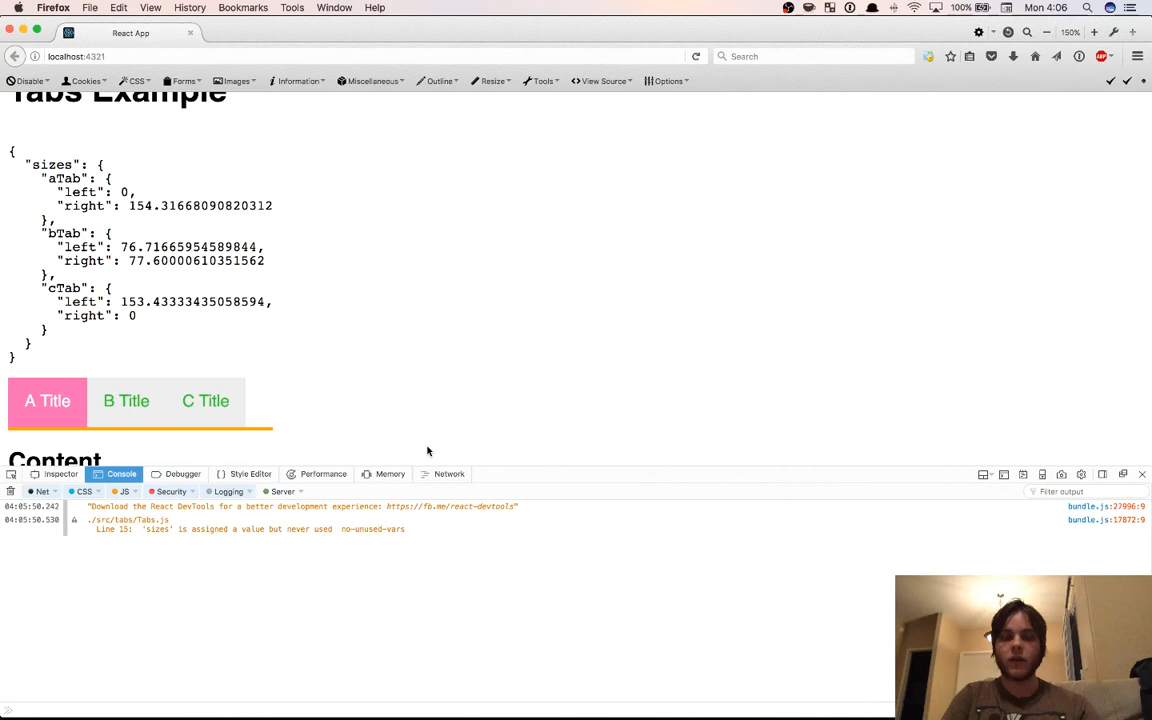 Firefox File Edit View History Bookmarks Tools Window Help 100% Mon 4:06
React App 150%
localhost:4321 Search
Disable Cookies CSS Forms Images Information Miscellaneous Outline Resize Tools View Source Options
Tabs Example
{
"sizes": {
"aTab": {
"left": 0,
"right": 154.31668090820312
},
"bTab": {
"left": 76.71665954589844,
"right": 77.60000610351562
},
"cTab": {
"left": 153.43333435058594,
"right": 0
}
}
}
A Title B Title C Title
Content
Inspector Console Debugger Style Editor Performance Memory Network
Net CSS JS Security Logging Server Filter output
04:05:50.242 "Download the React DevTools for a better development experience: https://fb.me/react-devtools" bundle.js:27996:9
04:05:50.530 ./src/tabs/Tabs.js bundle.js:17872:9
Line 15: 'sizes' is assigned a value but never used no-unused-vars